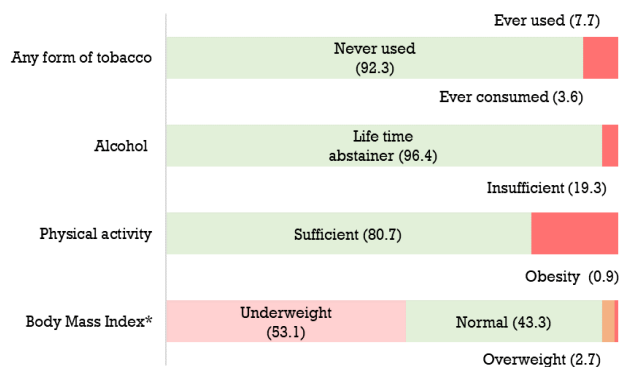 Ever used (7.7)
Any form of tobacco
Never used
(92.3)
Ever consumed (3.6)
Alcohol
Life time
abstainer (96.4)
Insufficient (19.3)
Physical activity
Sufficient (80.7)
Obesity (0.9)
Body Mass Index*
Underweight
(53.1)
Normal (43.3)
Overweight (2.7)